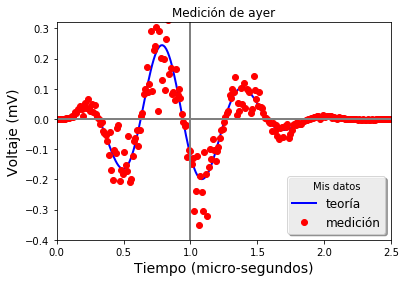 Medición de ayer
0.3
0.2
0.1
0.0
−0.1
−0.2
−0.3
−0.4
Voltaje (mV)
0.0 0.5 1.0 1.5 2.0 2.5
Tiempo (micro-segundos)
Mis datos
teoría
medición